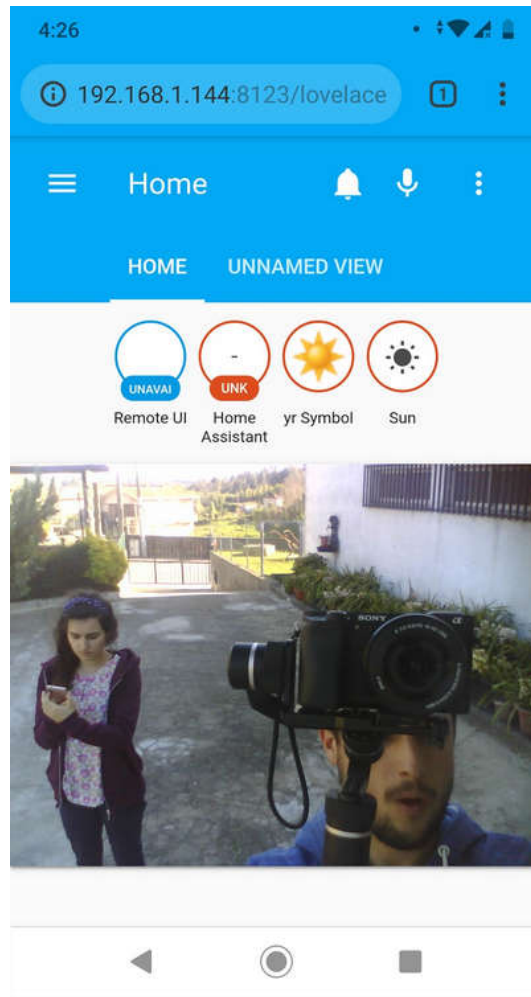 4:26
192.168.1.144:8123/lovelace
1
Home
HOME UNNAMED VIEW
UNAVAI
-
UNK
Remote UI
Home
Assistant
yr Symbol
Sun
SONY
α